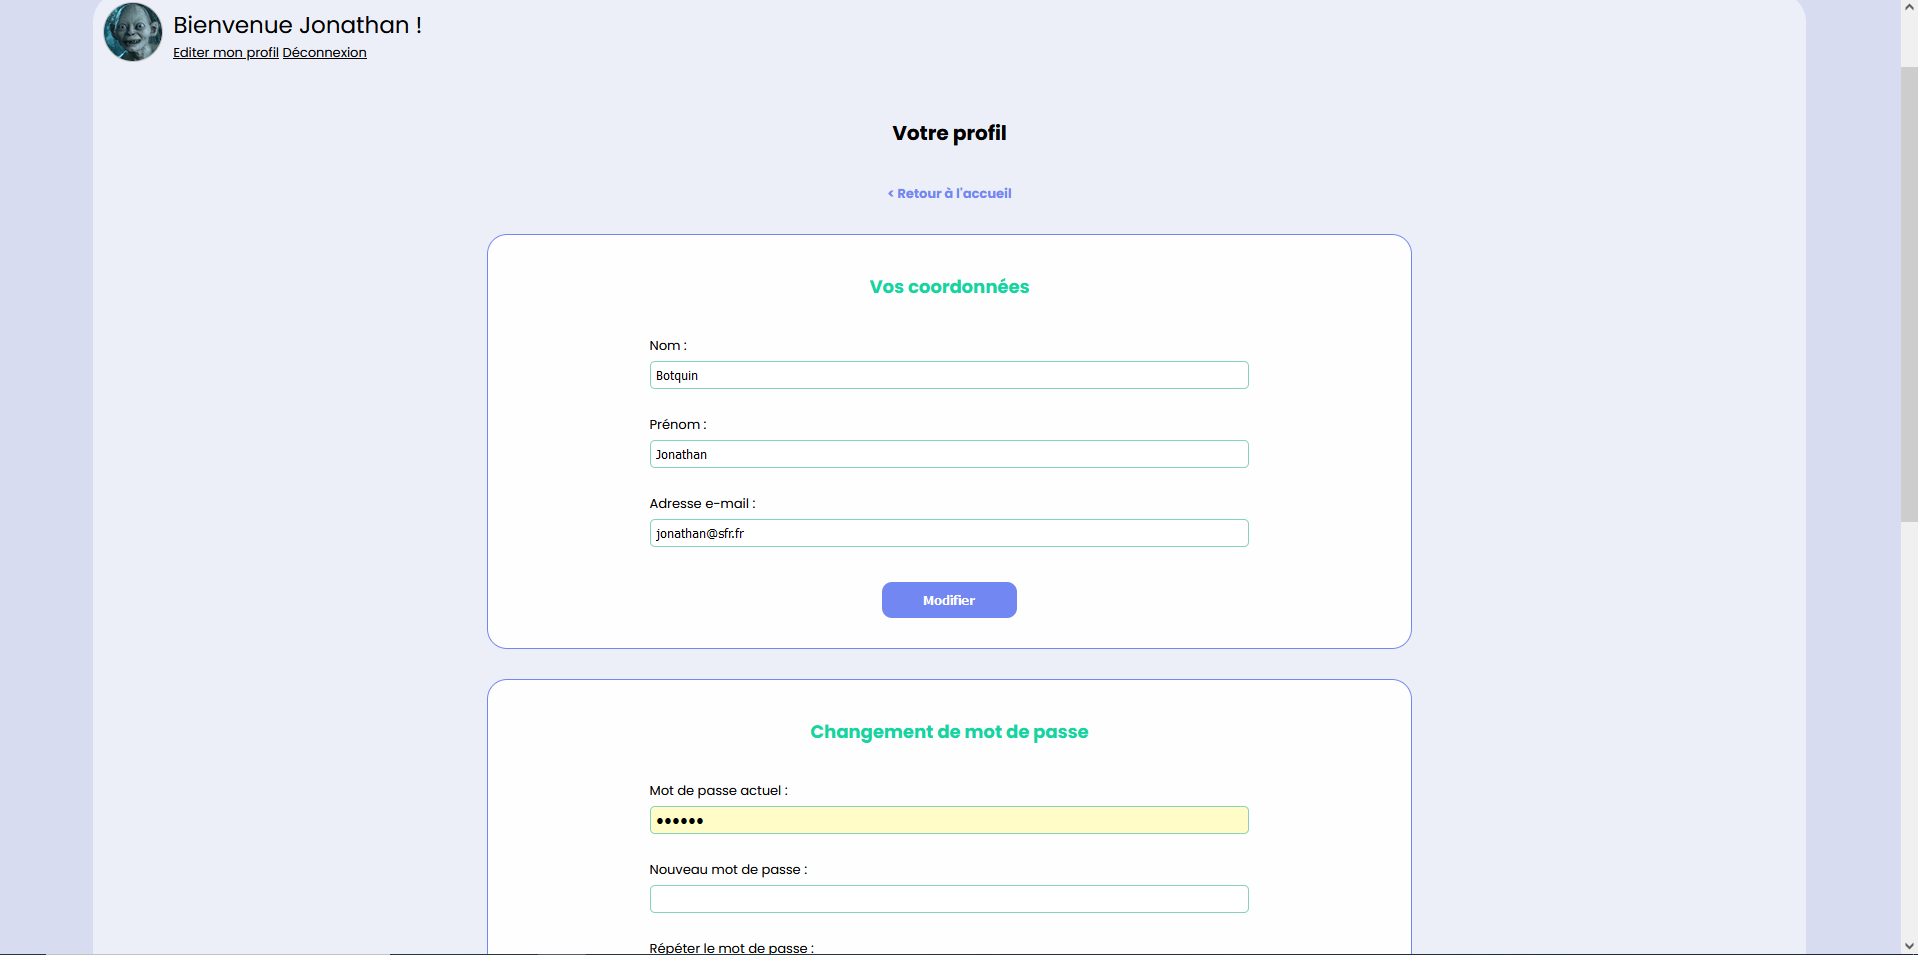 Bienvenue Jonathan !
Editer mon profil Déconnexion
Votre profil
< Retour à l'accueil
Vos coordonnées
Nom :
Botquin
Prénom :
Jonathan
Adresse e-mail :
jonathan@sfr.fr
Modifier
Changement de mot de passe
Mot de passe actuel :
••••••
Nouveau mot de passe :
Répéter le mot de passe :